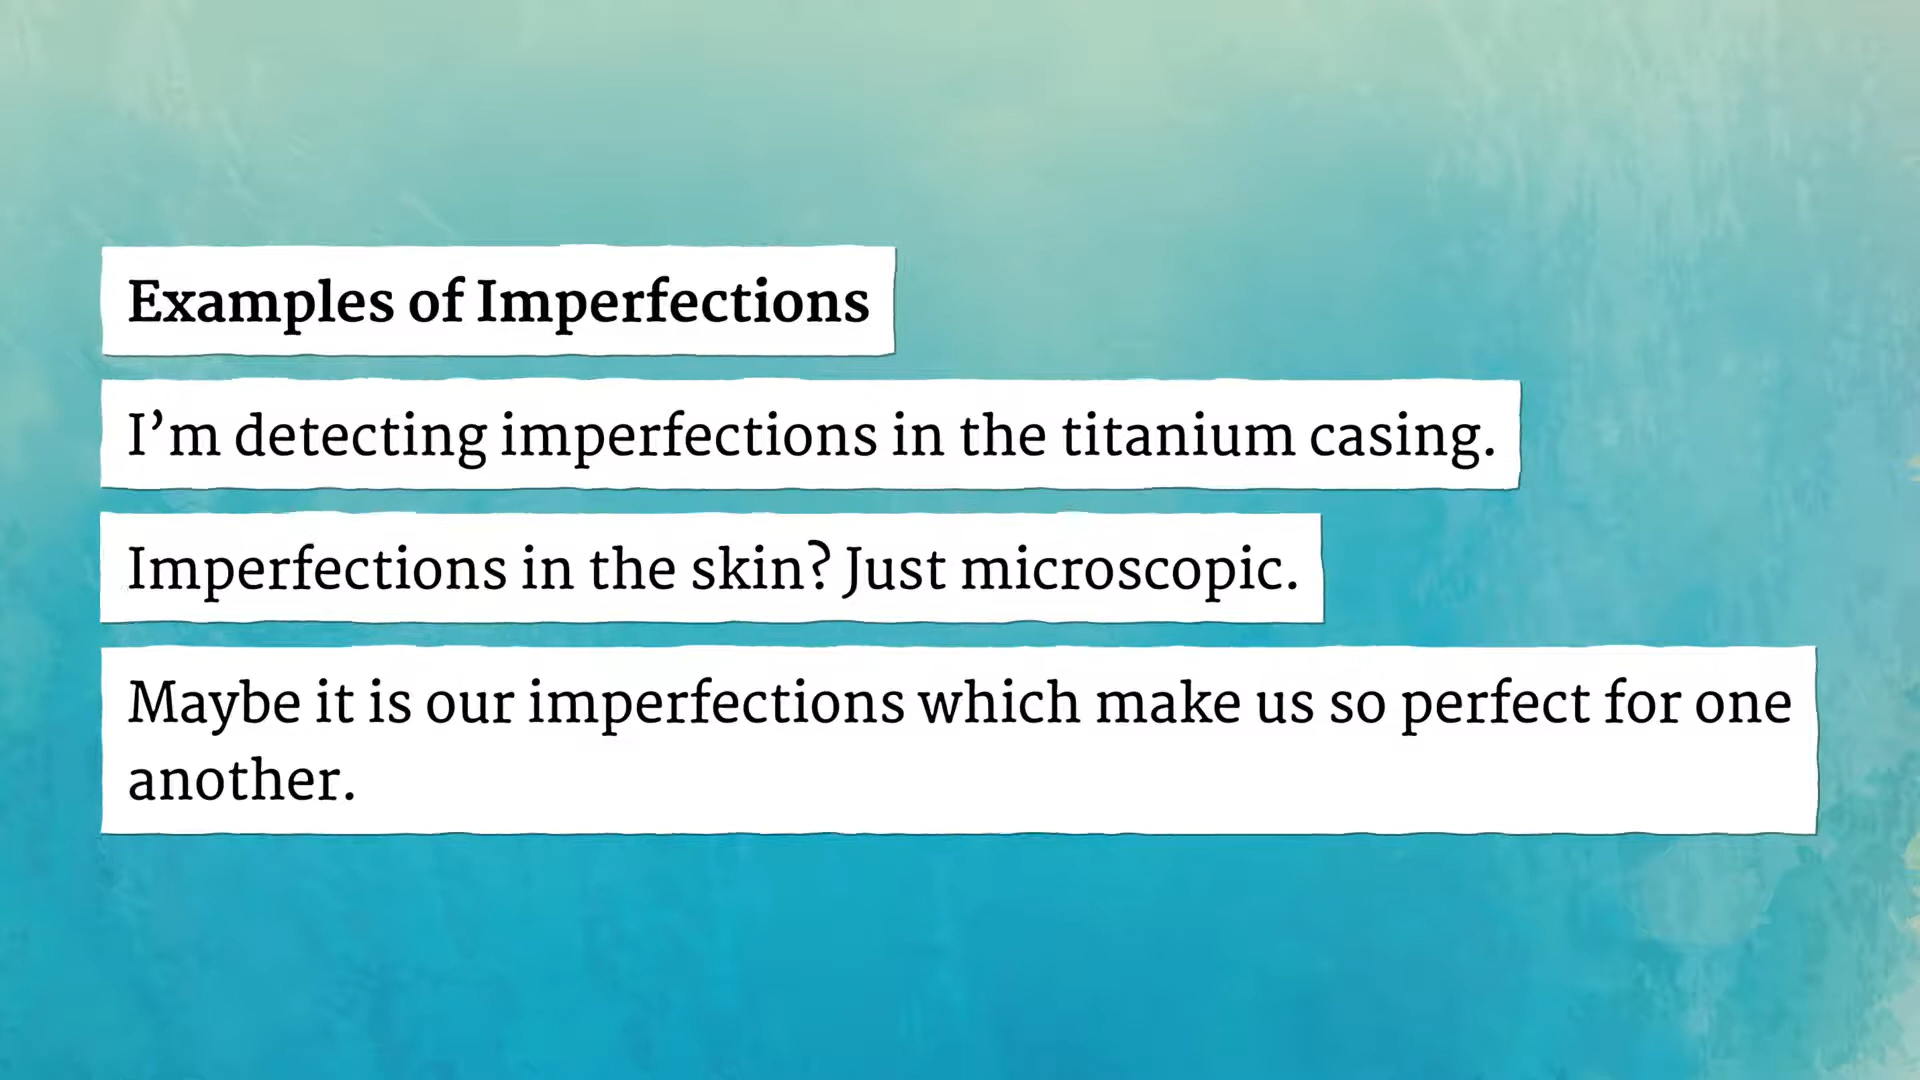 Examples of Imperfections
I’m detecting imperfections in the titanium casing.
Imperfections in the skin? Just microscopic.
Maybe it is our imperfections which make us so perfect for one
another.